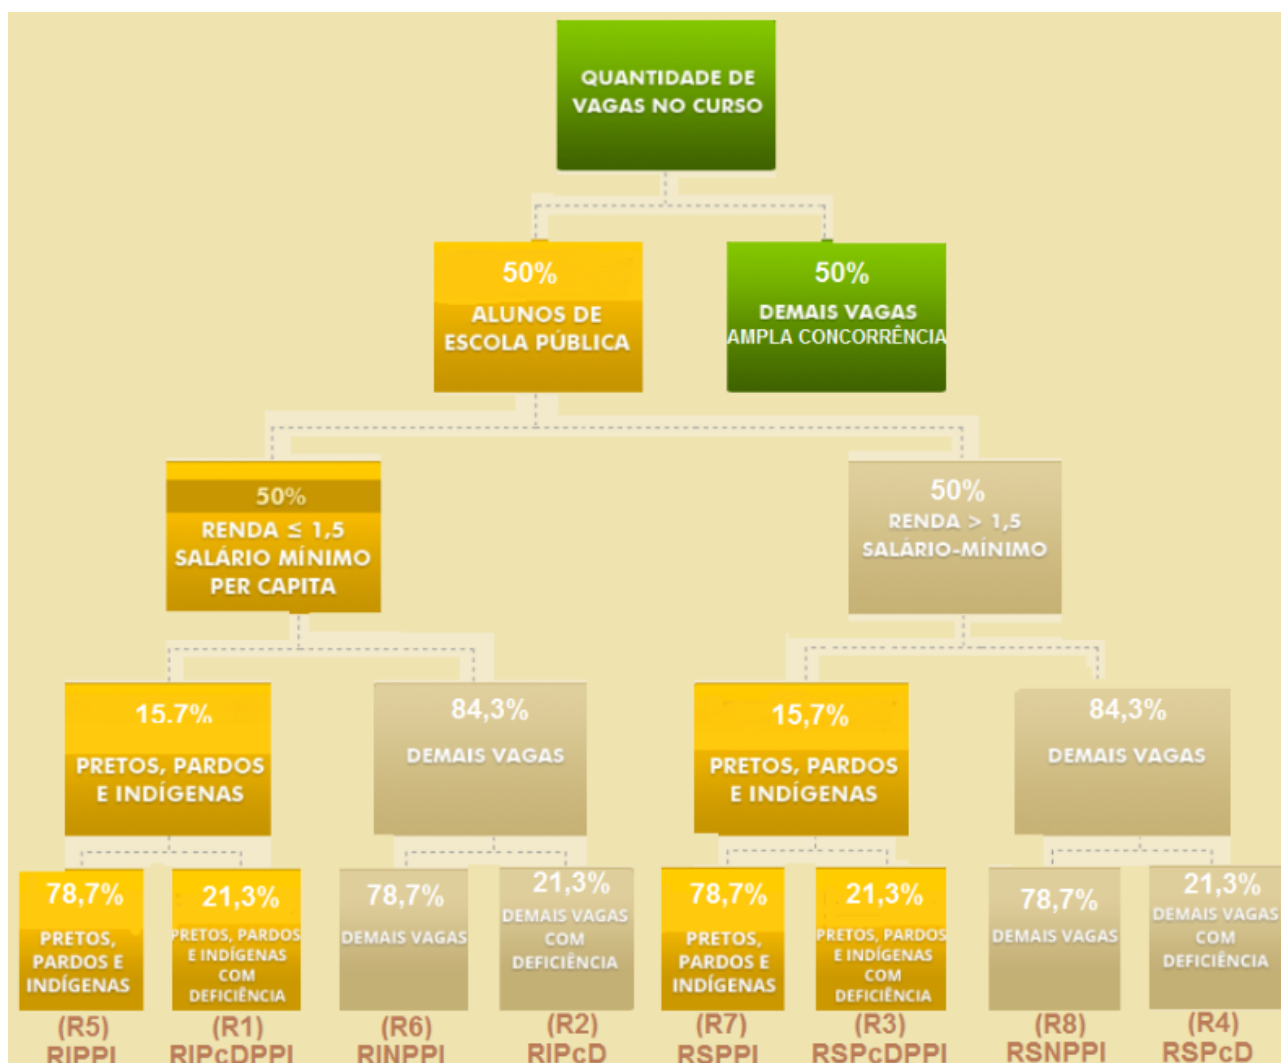 QUANTIDADE DE
VAGAS NO CURSO
50%
ALUNOS DE
ESCOLA PÚBLICA
50%
DEMAIS VAGAS
AMPLA CONCORRÊNCIA
50%
RENDA ≤ 1,5
SALÁRIO MÍNIMO
PER CAPITA
50%
RENDA > 1,5
SALÁRIO-MÍNIMO
15.7%
PRETOS, PARDOS
E INDÍGENAS
84,3%
DEMAIS VAGAS
15,7%
PRETOS, PARDOS
E INDÍGENAS
84,3%
DEMAIS VAGAS
78,7%
PRETOS,
PARDOS E
INDÍGENAS
21,3%
PRETOS, PARDOS
E INDÍGENAS
COM
DEFICIÊNCIA
78,7%
DEMAIS VAGAS
21,3%
DEMAIS VAGAS
COM
DEFICIÊNCIA
78,7%
PRETOS,
PARDOS E
INDÍGENAS
21,3%
PRETOS, PARDOS
E INDÍGENAS
COM
DEFICIÊNCIA
78,7%
DEMAIS VAGAS
21,3%
DEMAIS VAGAS
COM
DEFICIÊNCIA
(R5)
RIPPI
(R1)
RIPcDPPI
(R6)
RINPPI
(R2)
RIPcD
(R7)
RSPPI
(R3)
RSPcDPPI
(R8)
RSNPPI
(R4)
RSPcD